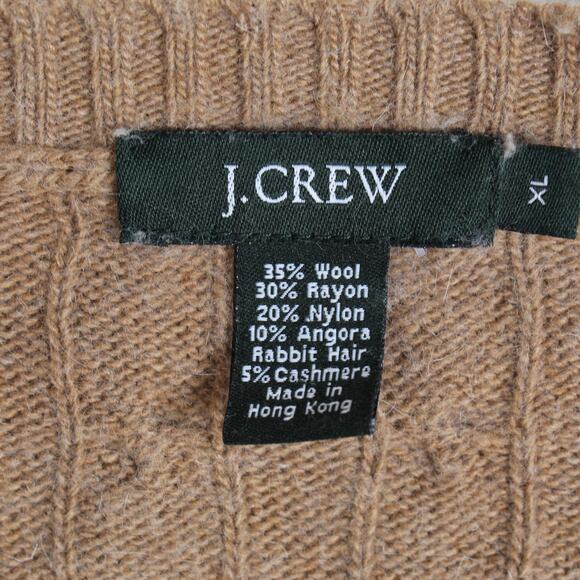 J.CREW
XL
35% Wool
30% Rayon
20% Nylon
10% Angora
Rabbit Hair
5% Cashmere
Made in
Hong Kong